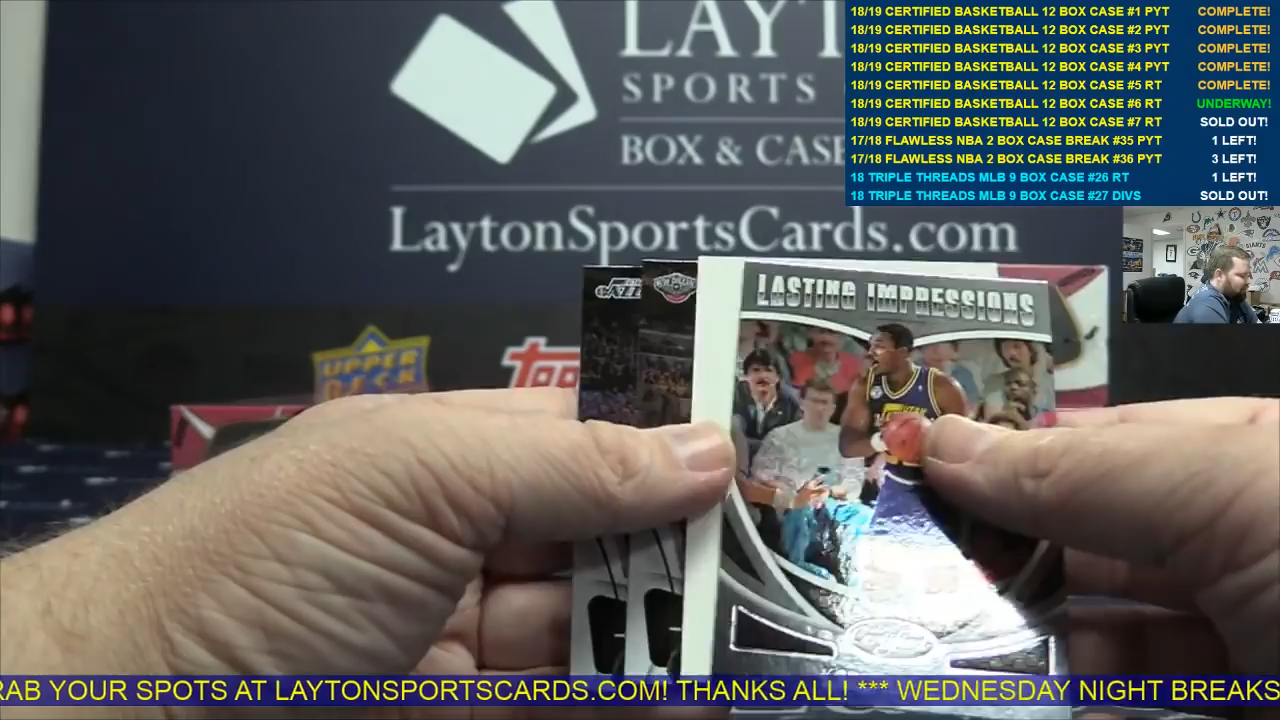 LAYT
SPORTS
BOX & CASE
LaytonSportsCards.com
18/19 CERTIFIED BASKETBALL 12 BOX CASE #1 PYT COMPLETE!
18/19 CERTIFIED BASKETBALL 12 BOX CASE #2 PYT COMPLETE!
18/19 CERTIFIED BASKETBALL 12 BOX CASE #3 PYT COMPLETE!
18/19 CERTIFIED BASKETBALL 12 BOX CASE #4 PYT COMPLETE!
18/19 CERTIFIED BASKETBALL 12 BOX CASE #5 RT COMPLETE!
18/19 CERTIFIED BASKETBALL 12 BOX CASE #6 RT UNDERWAY!
18/19 CERTIFIED BASKETBALL 12 BOX CASE #7 RT SOLD OUT!
17/18 FLAWLESS NBA 2 BOX CASE BREAK #35 PYT 1 LEFT!
17/18 FLAWLESS NBA 2 BOX CASE BREAK #36 PYT 3 LEFT!
18 TRIPLE THREADS MLB 9 BOX CASE #26 RT 1 LEFT!
18 TRIPLE THREADS MLB 9 BOX CASE #27 DIVS SOLD OUT!
LASTING IMPRESSIONS
UPPER
DECK
Topp
RAB YOUR SPOTS AT LAYTONSPORTSCARDS.COM! THANKS ALL! *** WEDNESDAY NIGHT BREAKS